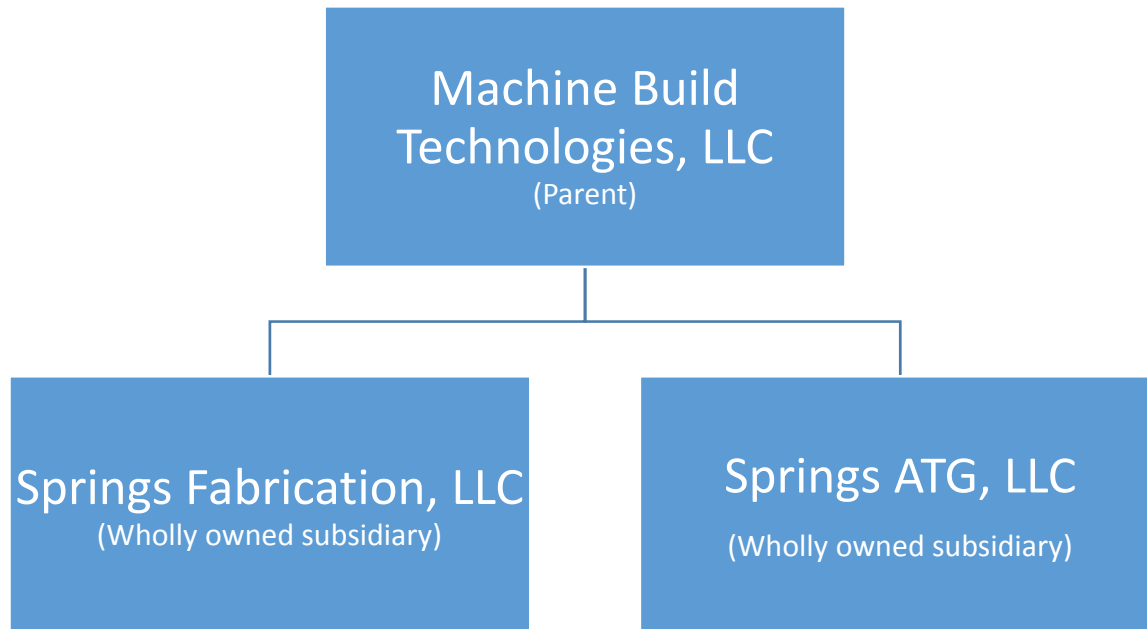 Machine Build
Technologies, LLC
(Parent)
Springs Fabrication, LLC
(Wholly owned subsidiary)
Springs ATG, LLC
(Wholly owned subsidiary)